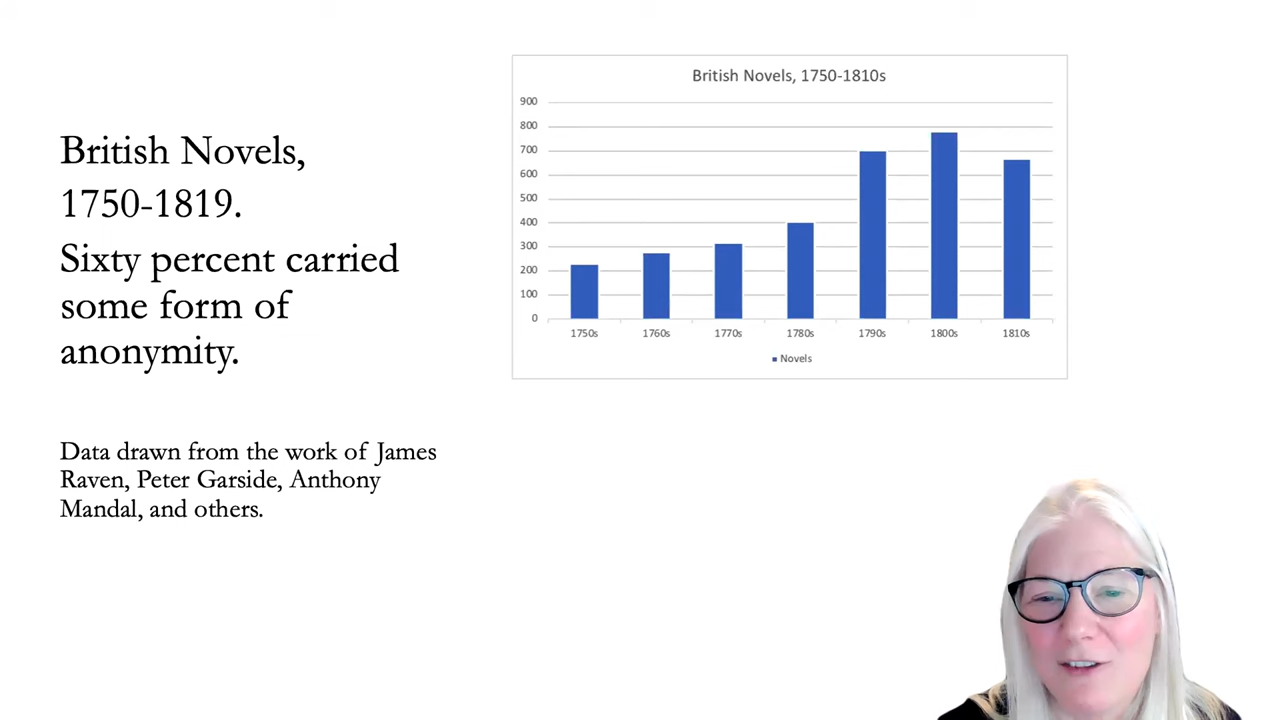 British Novels,
1750-1819.
Sixty percent carried
some form of
anonymity.
Data drawn from the work of James
Raven, Peter Garside, Anthony
Mandal, and others.
British Novels, 1750-1810s
900
800
700
600
500
400
300
200
100
0
1750s 1760s 1770s 1780s 1790s 1800s 1810s
Novels